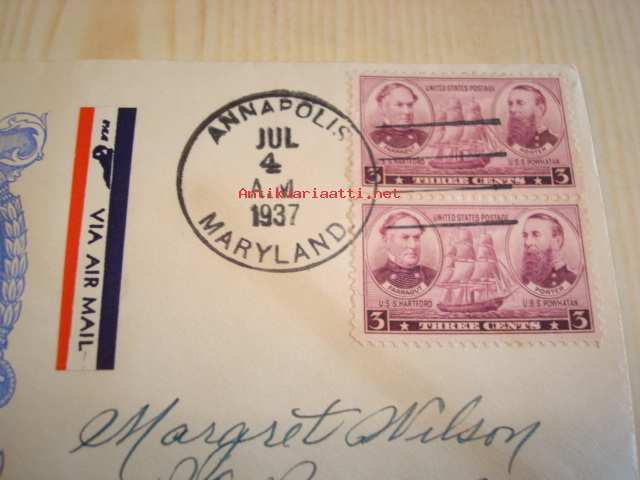 ANNAPOLIS
JUL
4
A.M.
1937
MARYLAND
VIA AIR MAIL
UNITED STATES POSTAGE
FARRAGUT
U.S.S. HARTFORD U.S.S. POWHATAN
3 THREE CENTS 3
UNITED STATES POSTAGE
FARRAGUT PORTER
U.S.S. HARTFORD U.S.S. POWHATAN
3 THREE CENTS 3
Antikvariaatti.net
Margret Wilson